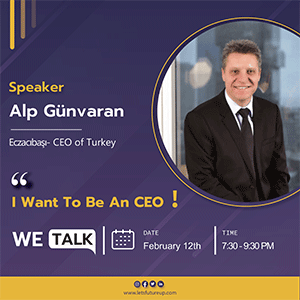 Speaker
Alp Günvaran
Eczacıbaşı- CEO of Turkey
“
I Want To Be An CEO !
WE TALK
DATE
February 12th
TIME
7:30 - 9:30 PM
www.letsfutureup.com